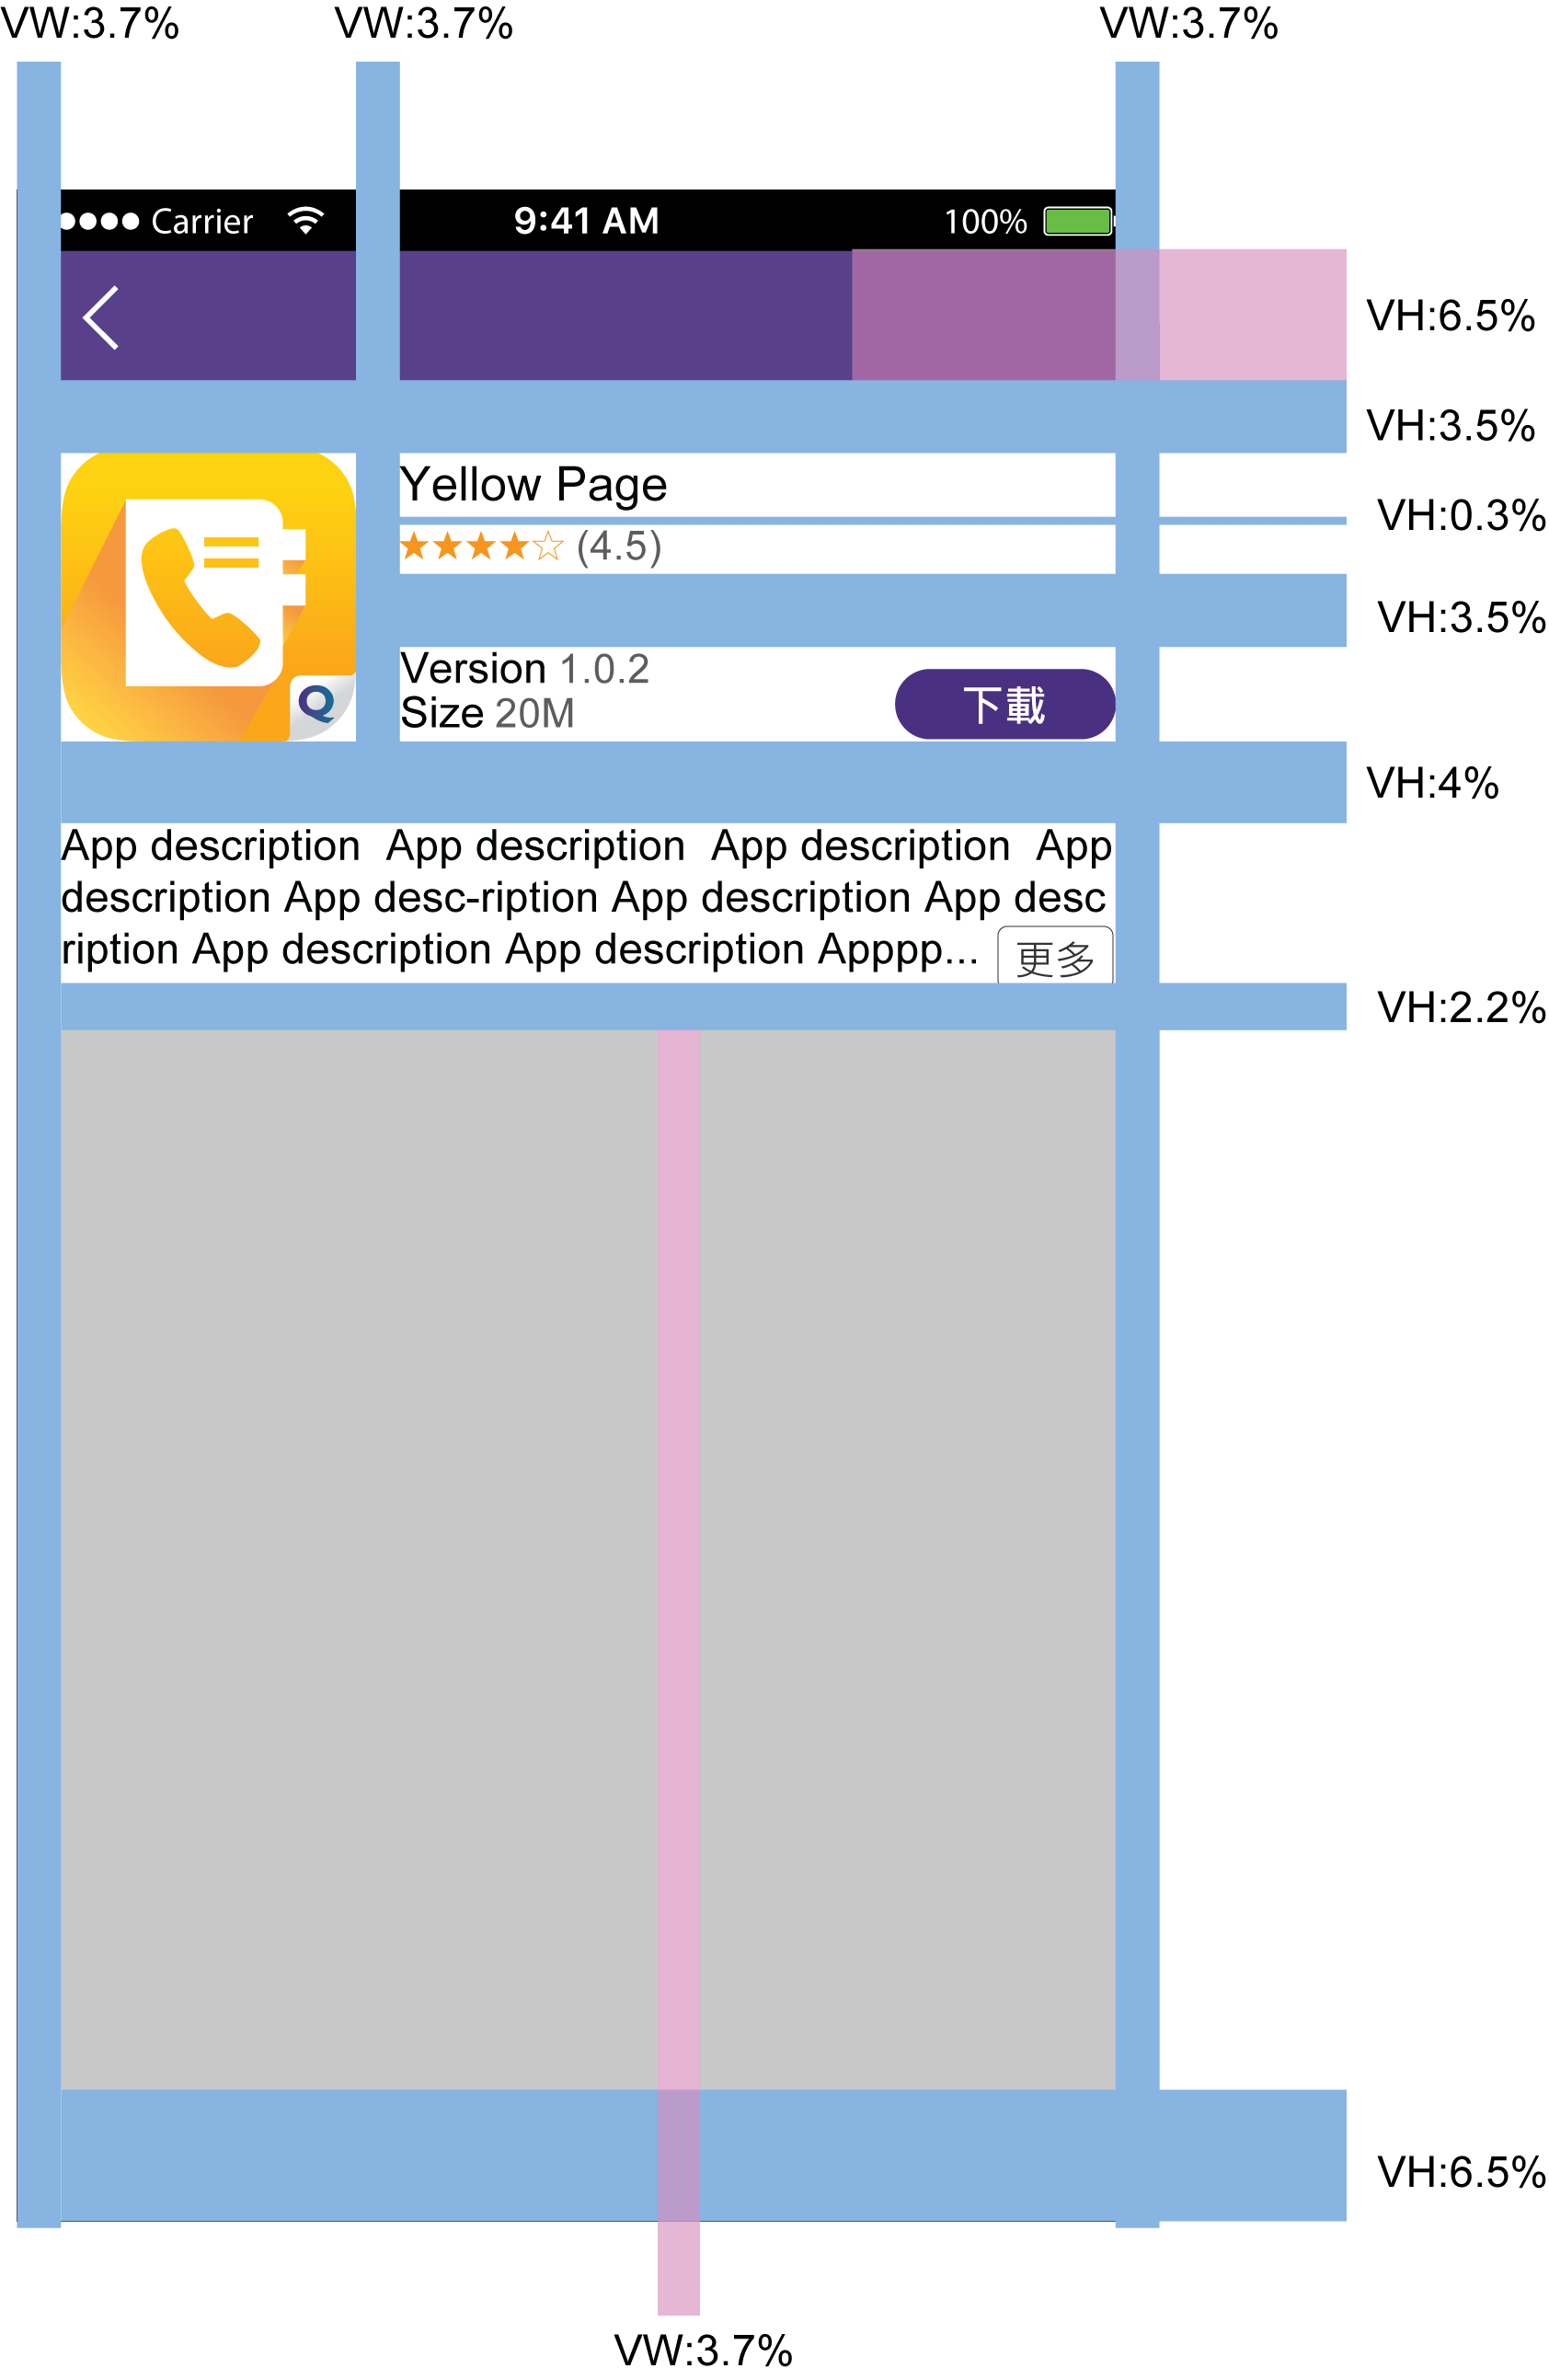 VW:3.7% VW:3.7% VW:3.7%
Carrier 9:41 AM 100%
VH:6.5%
VH:3.5%
Yellow Page
VH:0.3%
(4.5)
VH:3.5%
Version 1.0.2
Size 20M
下載
Q
VH:4%
App description App description App description App
description App desc-ription App description App desc
ription App description App description Apppp...
更多
VH:2.2%
VH:6.5%
VW:3.7%